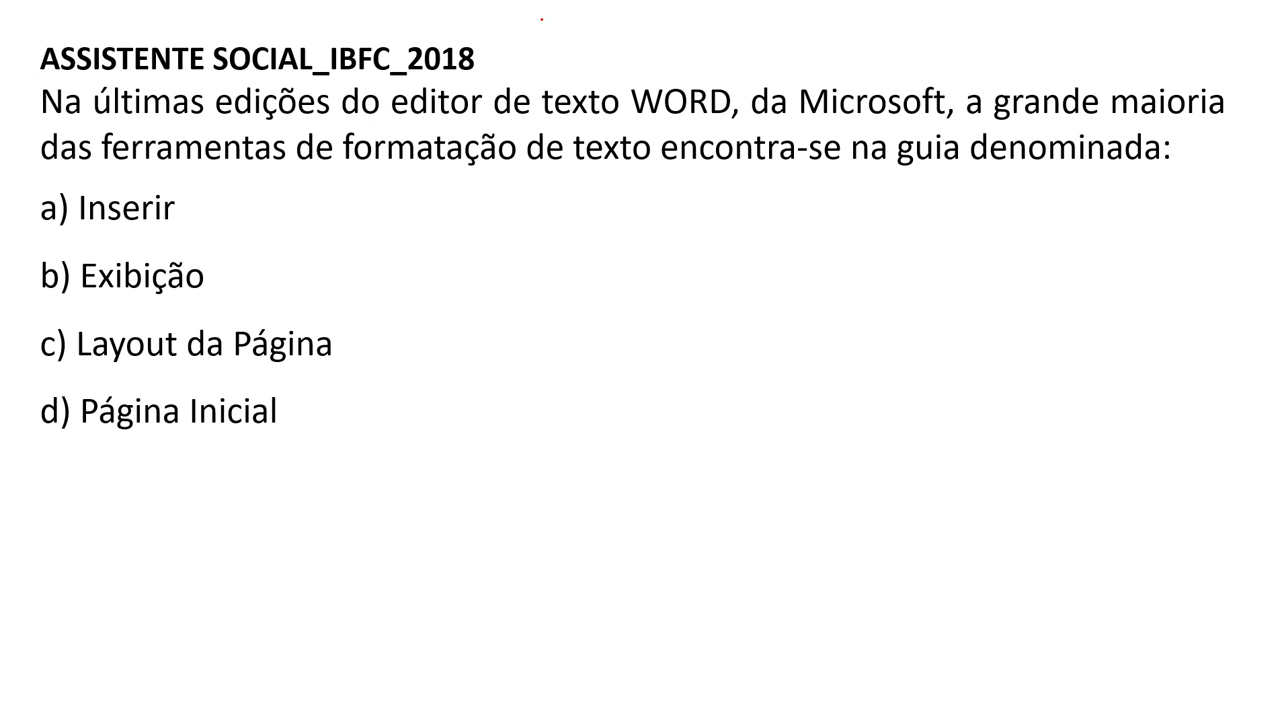 ASSISTENTE SOCIAL_IBFC_2018
Na últimas edições do editor de texto WORD, da Microsoft, a grande maioria
das ferramentas de formatação de texto encontra-se na guia denominada:
a) Inserir
b) Exibição
c) Layout da Página
d) Página Inicial